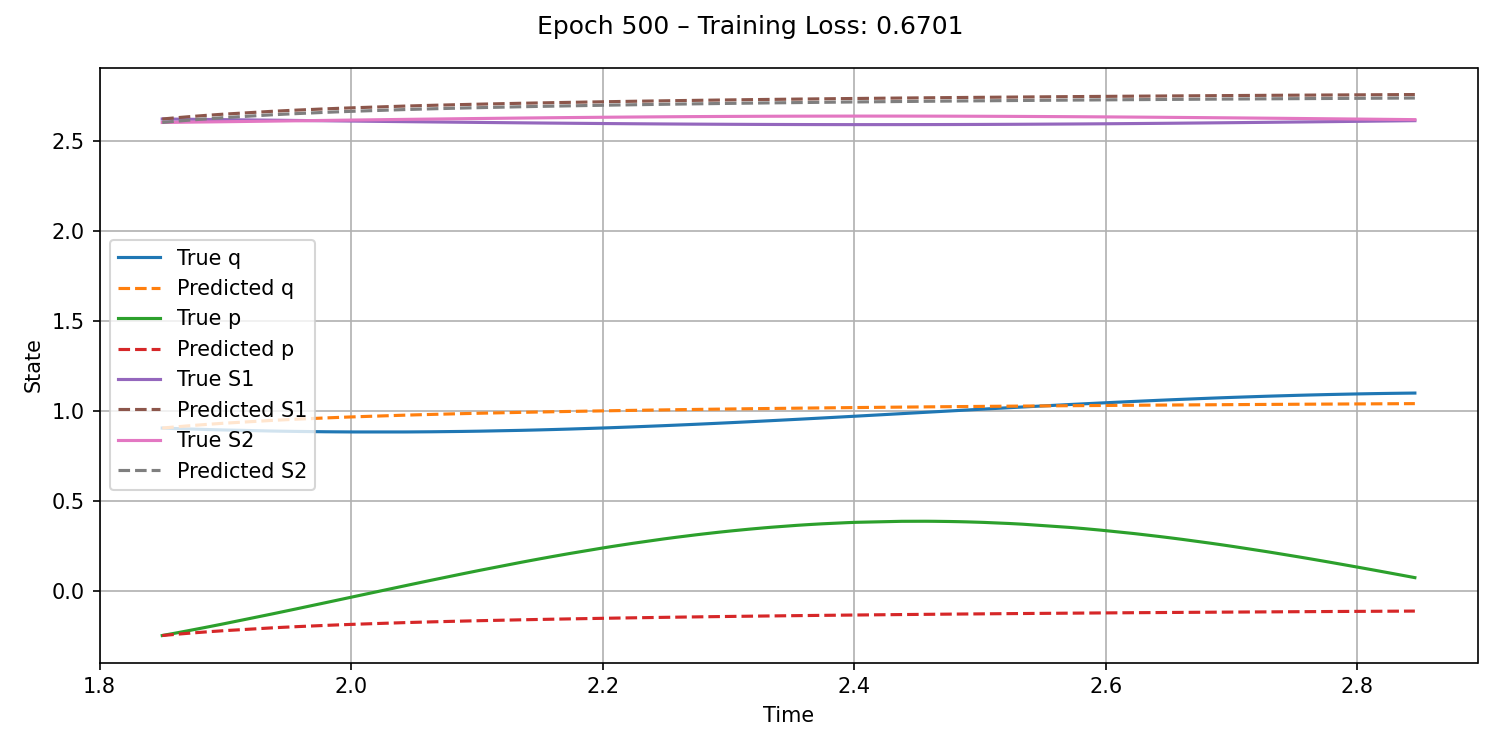 Epoch 500 – Training Loss: 0.6701
State
2.5
2.0
1.5
1.0
0.5
0.0
True q
Predicted q
True p
Predicted p
True S1
Predicted S1
True S2
Predicted S2
1.8 2.0 2.2 2.4 2.6 2.8
Time